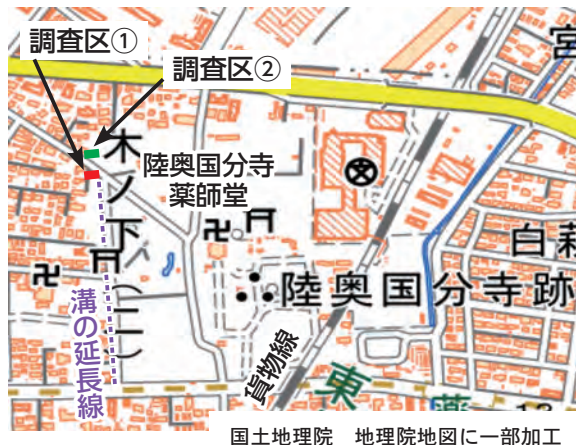 調査区①
調査区②
宮
木ノ下(二)
陸奥国分寺
薬師堂
白萩
陸奥国分寺跡
溝の延長線
貨物線
東
国土地理院 地理院地図に一部加工